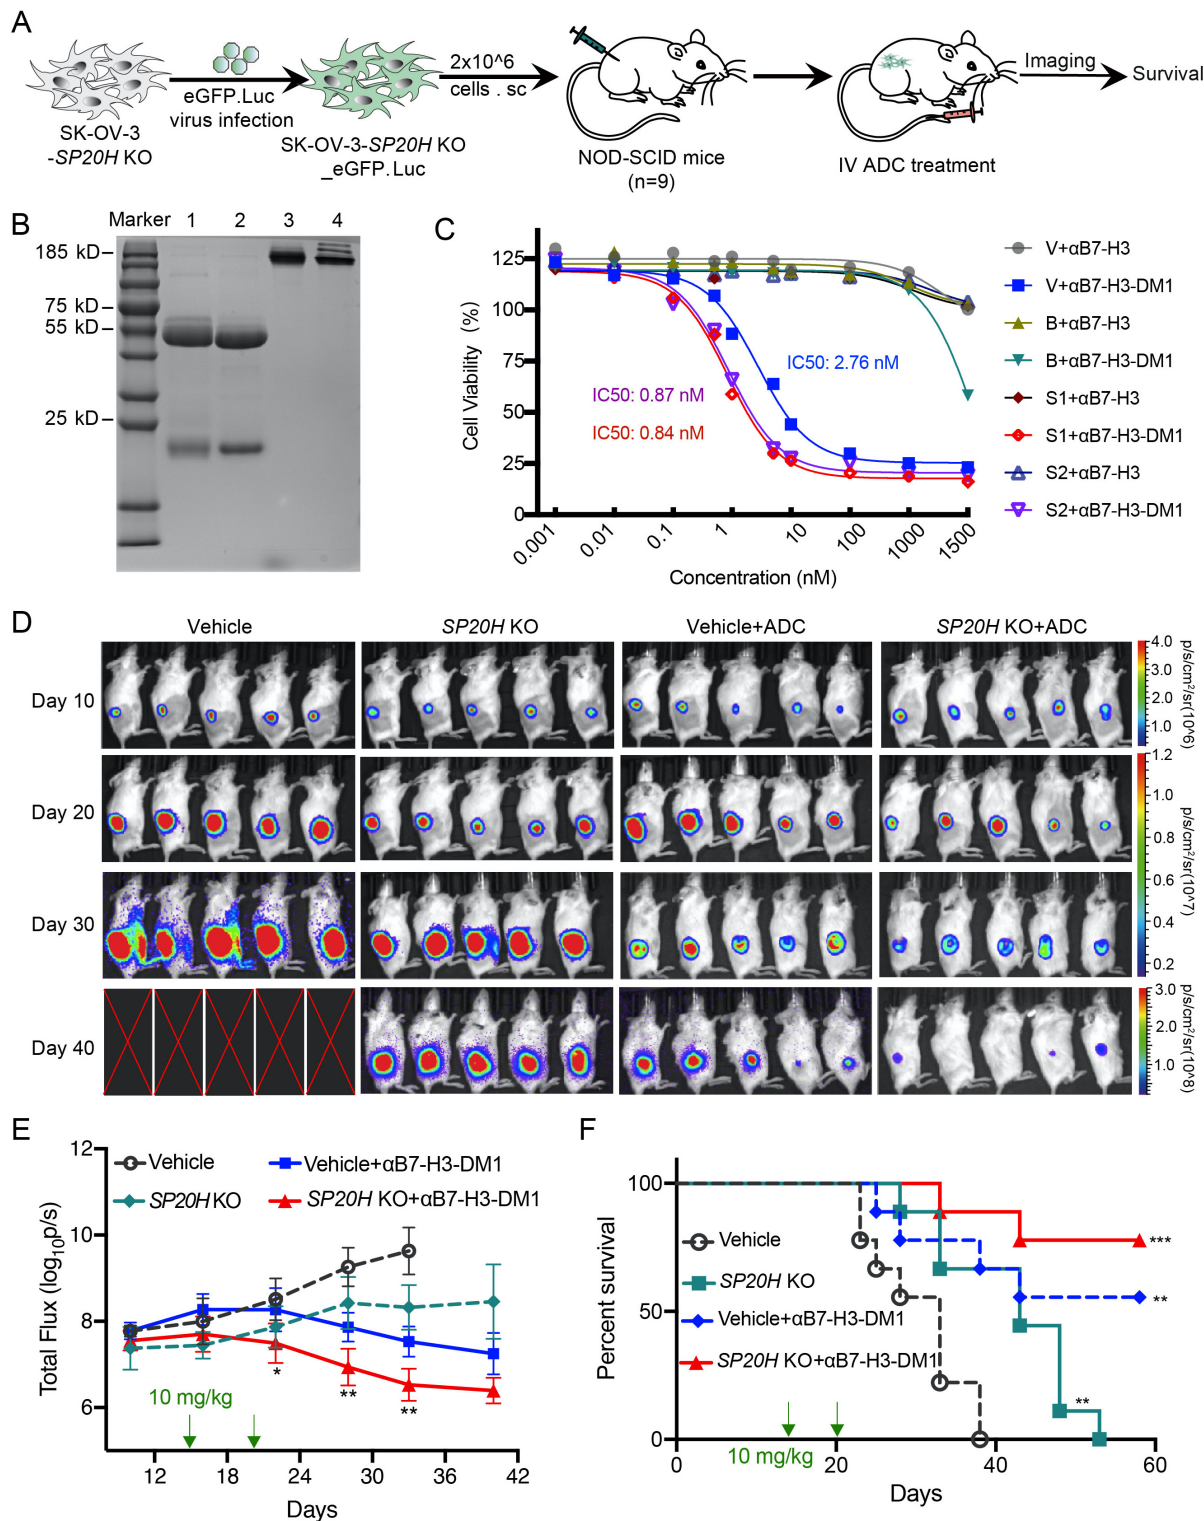 A
eGFP.Luc
virus infection
2x10^6
cells . sc
Imaging
Survival
SK-OV-3
-SP20H KO
SK-OV-3-SP20H KO
_eGFP.Luc
NOD-SCID mice
(n=9)
IV ADC treatment
B
Marker 1 2 3 4
185 kD
75 kD
55 kD
25 kD
C
Cell Viability (%)
125
100
75
50
25
0
IC50: 2.76 nM
IC50: 0.87 nM
IC50: 0.84 nM
0.001 0.01 0.1 1 10 100 1000 1500
Concentration (nM)
V+αB7-H3
V+αB7-H3-DM1
B+αB7-H3
B+αB7-H3-DM1
S1+αB7-H3
S1+αB7-H3-DM1
S2+αB7-H3
S2+αB7-H3-DM1
D
Vehicle SP20H KO Vehicle+ADC SP20H KO+ADC
Day 10
Day 20
Day 30
Day 40
4.0
3.0
2.0
1.0
p/s/cm²/sr(10^6)
1.2
1.0
0.8
0.6
0.4
0.2
p/s/cm²/sr(10^7)
3.0
2.0
1.0
p/s/cm²/sr(10^8)
E
Total Flux (log10p/s)
12
10
8
6
Vehicle
Vehicle+αB7-H3-DM1
SP20H KO
SP20H KO+αB7-H3-DM1
10 mg/kg
*
**
**
12 18 24 30 36 42
Days
F
Percent survival
100
50
0
Vehicle
SP20H KO
Vehicle+αB7-H3-DM1
SP20H KO+αB7-H3-DM1
***
**
**
10 mg/kg
0 20 40 60
Days